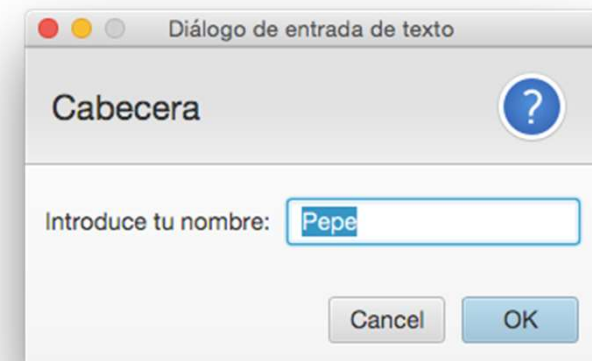 Diálogo de entrada de texto
Cabecera
?
Introduce tu nombre: Pepe
Cancel OK